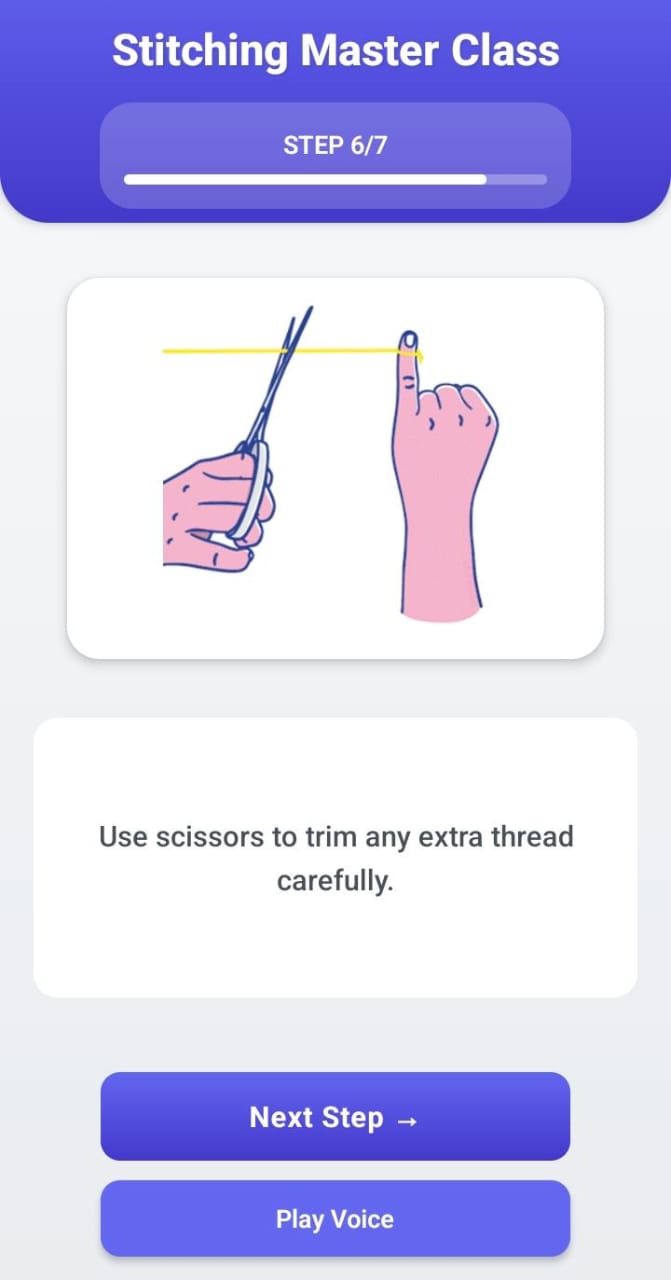 Stitching Master Class
STEP 6/7
Use scissors to trim any extra thread
carefully.
Next Step →
Play Voice